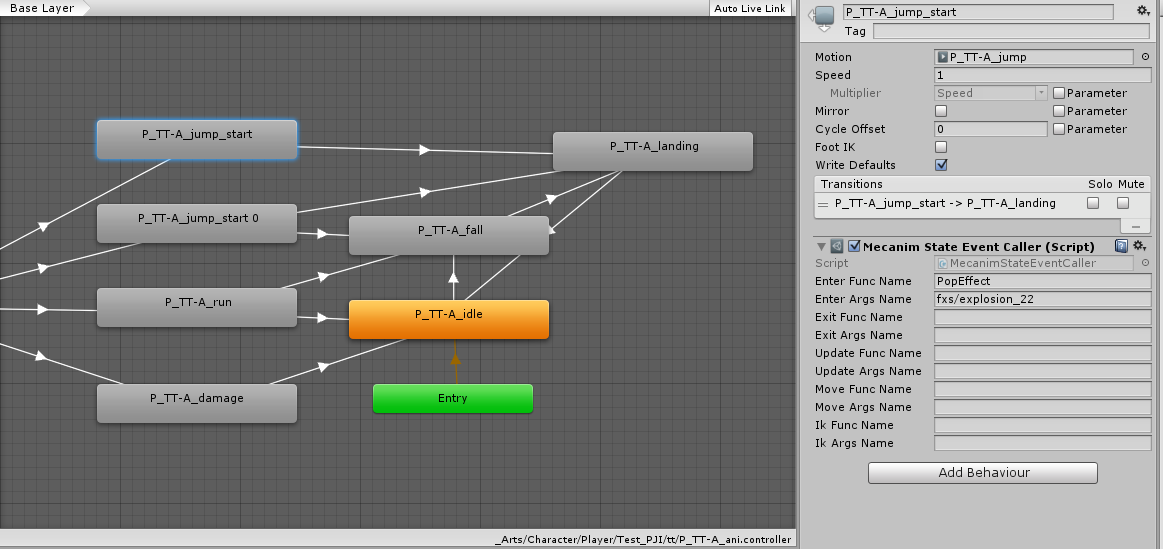 Base Layer
Auto Live Link
P_TT-A_jump_start
P_TT-A_landing
P_TT-A_jump_start 0
P_TT-A_fall
P_TT-A_run
P_TT-A_idle
P_TT-A_damage
Entry
_Arts/Character/Player/Test_PJI/tt/P_TT-A_ani.controller
P_TT-A_jump_start
Tag
Motion P_TT-A_jump
Speed 1
Multiplier Speed Parameter
Mirror Parameter
Cycle Offset 0 Parameter
Foot IK
Write Defaults
Transitions Solo Mute
P_TT-A_jump_start -> P_TT-A_landing
Mecanim State Event Caller (Script)
Script MecanimStateEventCaller
Enter Func Name PopEffect
Enter Args Name fxs/explosion_22
Exit Func Name
Exit Args Name
Update Func Name
Update Args Name
Move Func Name
Move Args Name
Ik Func Name
Ik Args Name
Add Behaviour